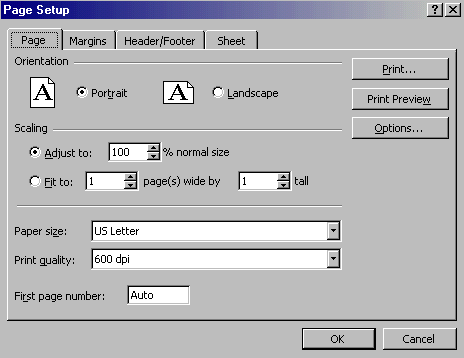 Page Setup
Page Margins Header/Footer Sheet
Orientation
A Portrait A Landscape
Print...
Print Preview
Options...
Scaling
Adjust to: 100 % normal size
Fit to: 1 page(s) wide by 1 tall
Paper size: US Letter
Print quality: 600 dpi
First page number: Auto
OK Cancel